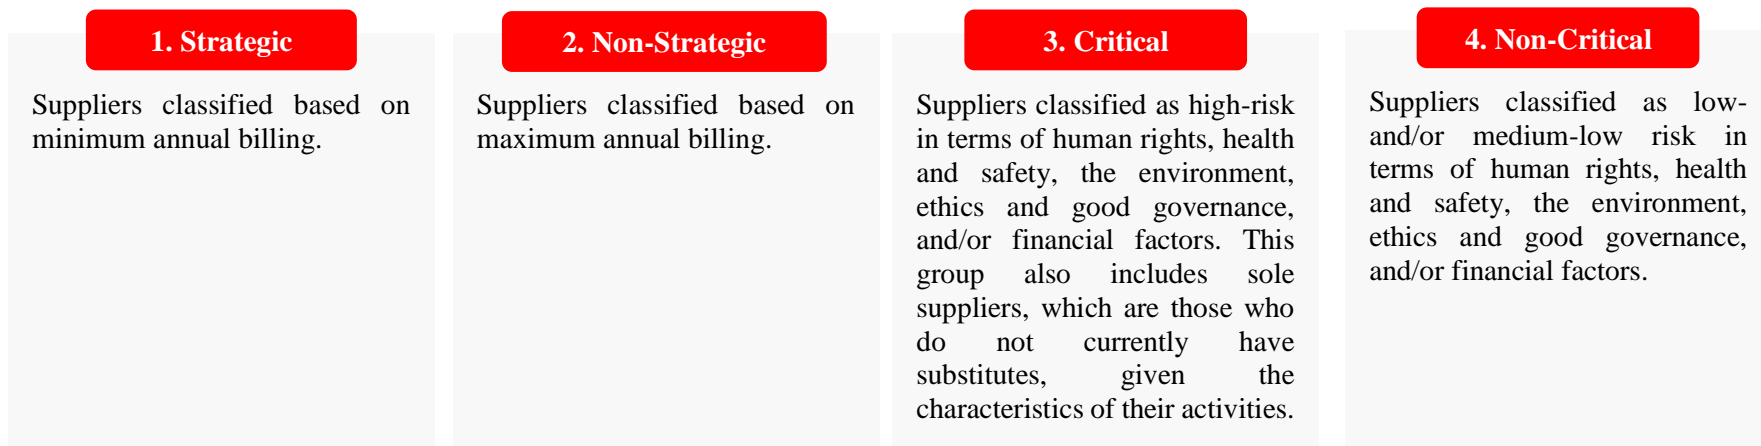 1. Strategic
Suppliers classified based on
minimum annual billing.
2. Non-Strategic
Suppliers classified based on
maximum annual billing.
3. Critical
Suppliers classified as high-risk
in terms of human rights, health
and safety, the environment,
ethics and good governance,
and/or financial factors. This
group also includes sole
suppliers, which are those who
do not currently have
substitutes, given the
characteristics of their activities.
4. Non-Critical
Suppliers classified as low-
and/or medium-low risk in
terms of human rights, health
and safety, the environment,
ethics and good governance,
and/or financial factors.